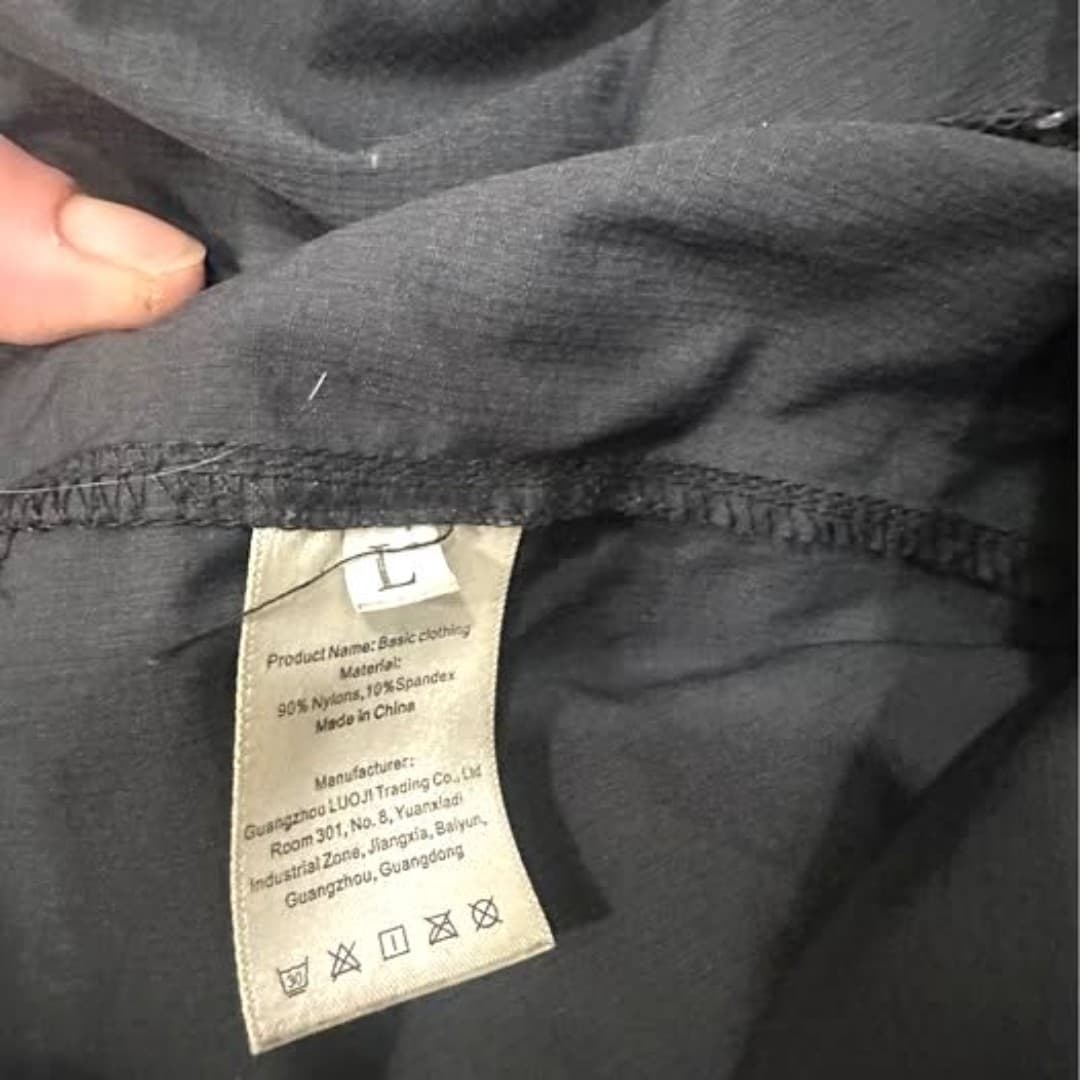 L
Product Name: Basic clothing
Material:
90% Nylons,10%Spandex
Made in China
Manufacturer:
Guangzhou LUOJI Trading Co., Ltd
Room 301, No. 8, Yuanxiadi
Industrial Zone, Jiangxia, Baiyun,
Guangzhou, Guangdong
30